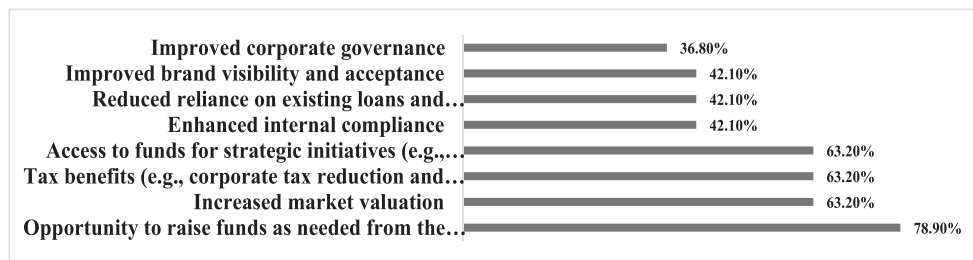 Improved corporate governance 36.80%
Improved brand visibility and acceptance 42.10%
Reduced reliance on existing loans and… 42.10%
Enhanced internal compliance 42.10%
Access to funds for strategic initiatives (e.g.,… 63.20%
Tax benefits (e.g., corporate tax reduction and… 63.20%
Increased market valuation 63.20%
Opportunity to raise funds as needed from the… 78.90%